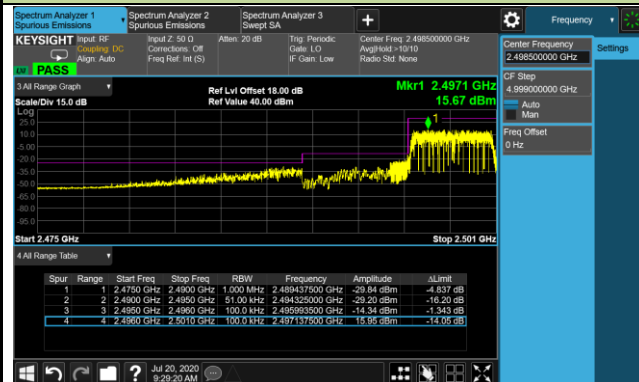 Spectrum Analyzer 1
Spurious Emissions
Spectrum Analyzer 2
Spurious Emissions
Spectrum Analyzer 3
Swept SA
+
Frequency
KEYSIGHT
Input: RF
Coupling: DC
Align: Auto
Input Z: 50 Ω
Corrections: Off
Freq Ref: Int (S)
Atten: 20 dB
Trig: Periodic
Gate: LO
IF Gain: Low
Center Freq: 2.498500000 GHz
Avg|Hold:>10/10
Radio Std: None
PASS
Center Frequency
2.498500000 GHz
Settings
CF Step
4.999000000 GHz
Auto
Man
Freq Offset
0 Hz
3 All Range Graph
Scale/Div 15.0 dB
Ref Lvl Offset 18.00 dB
Ref Value 40.00 dBm
Mkr1 2.4971 GHz
15.67 dBm
Log
25.0
10.0
-5.00
-20.0
-35.0
-50.0
-65.0
-80.0
-95.0
1
Start 2.475 GHz
Stop 2.501 GHz
4 All Range Table
Spur Range Start Freq Stop Freq RBW Frequency Amplitude ΔLimit
1 1 2.4750 GHz 2.4900 GHz 1.000 MHz 2.489437500 GHz -29.84 dBm -4.837 dB
2 2 2.4900 GHz 2.4950 GHz 51.00 kHz 2.494325000 GHz -29.20 dBm -16.20 dB
3 3 2.4950 GHz 2.4960 GHz 100.0 kHz 2.495993500 GHz -14.34 dBm -1.343 dB
4 4 2.4960 GHz 2.5010 GHz 100.0 kHz 2.497137500 GHz 15.95 dBm -14.05 dB
?
Jul 20, 2020
9:29:20 AM